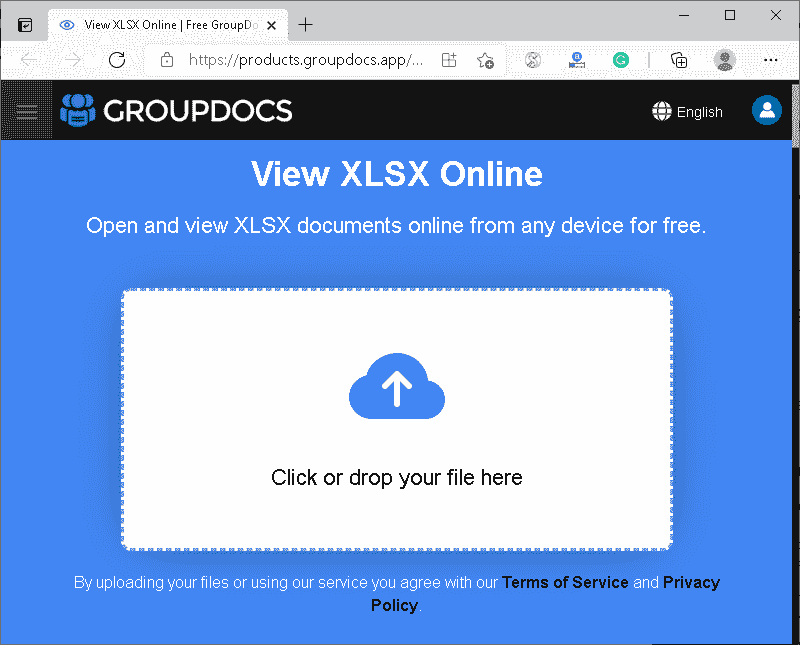 View XLSX Online | Free GroupDo
https://products.groupdocs.app/...
GROUPDOCS
English
View XLSX Online
Open and view XLSX documents online from any device for free.
Click or drop your file here
By uploading your files or using our service you agree with our Terms of Service and Privacy
Policy.